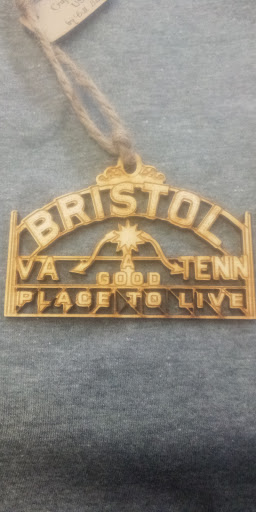 BRISTOL
VA TENN
A
GOOD
PLACE TO LIVE